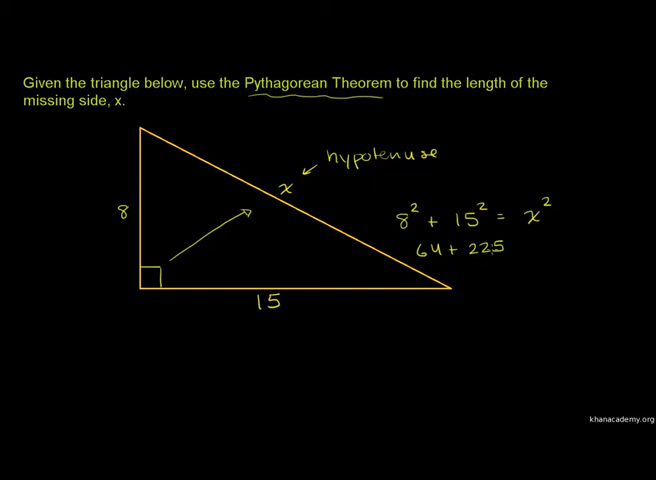 Given the triangle below, use the Pythagorean Theorem to find the length of the
missing side, x.
hypotenuse
x
8
8² + 15² = x²
64 + 225
15
khanacademy.org